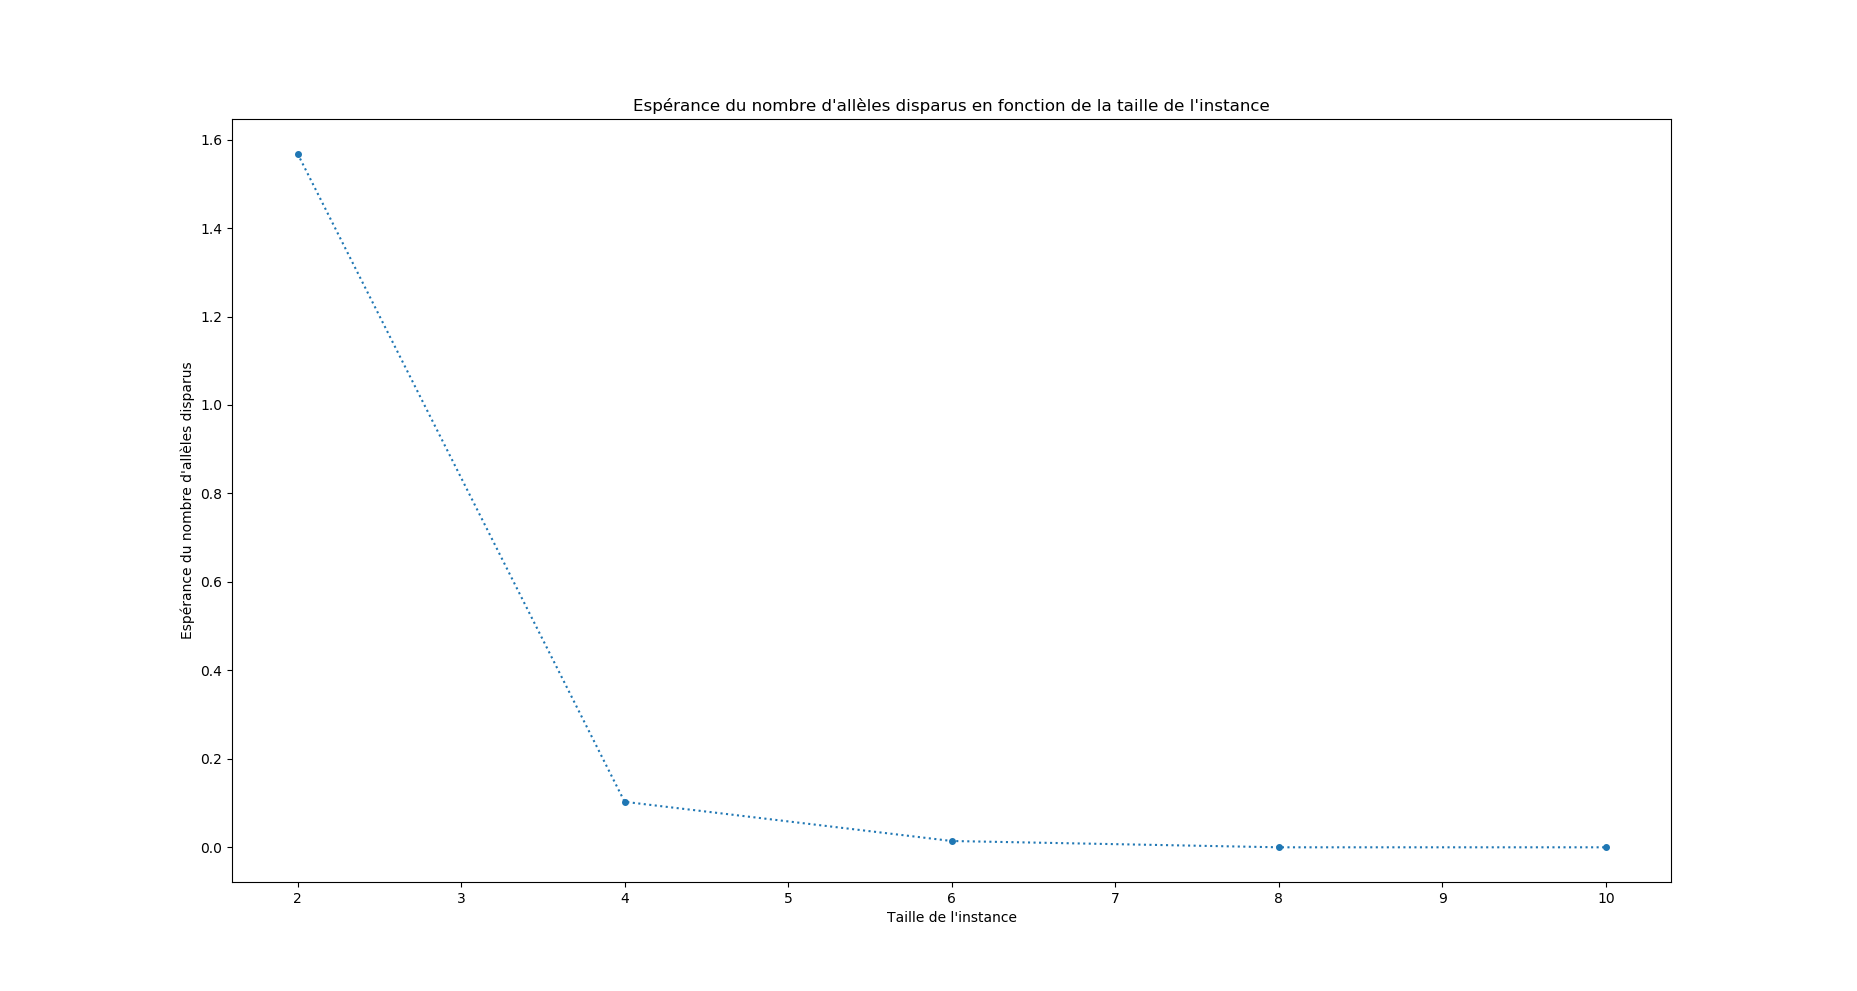 Espérance du nombre d'allèles disparus en fonction de la taille de l'instance
1.6
1.4
1.2
1.0
0.8
0.6
0.4
0.2
0.0
Espérance du nombre d'allèles disparus
2 3 4 5 6 7 8 9 10
Taille de l'instance